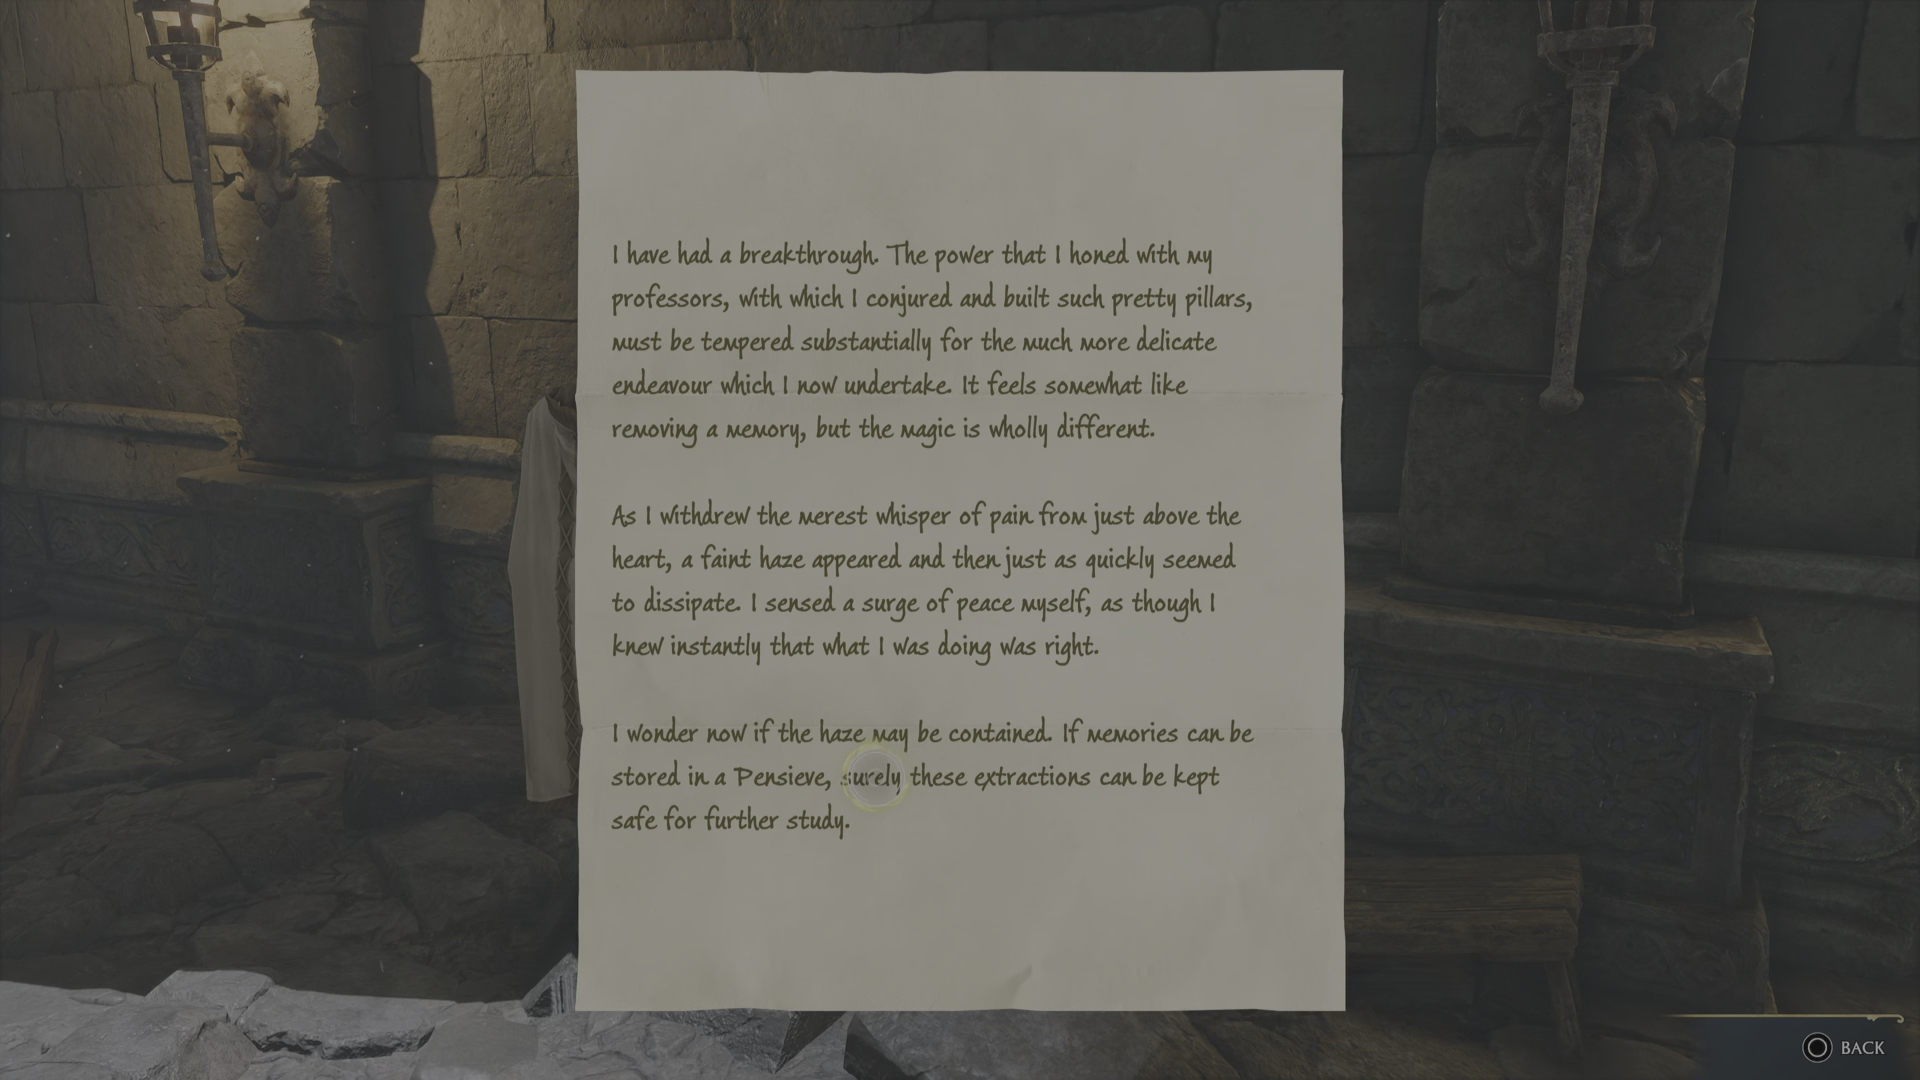 I have had a breakthrough. The power that I honed with my
professors, with which I conjured and built such pretty pillars,
must be tempered substantially for the much more delicate
endeavour which I now undertake. It feels somewhat like
removing a memory, but the magic is wholly different.
As I withdrew the merest whisper of pain from just above the
heart, a faint haze appeared and then just as quickly seemed
to dissipate. I sensed a surge of peace myself, as though I
knew instantly that what I was doing was right.
I wonder now if the haze may be contained. If memories can be
stored in a Pensieve, surely these extractions can be kept
safe for further study.
BACK